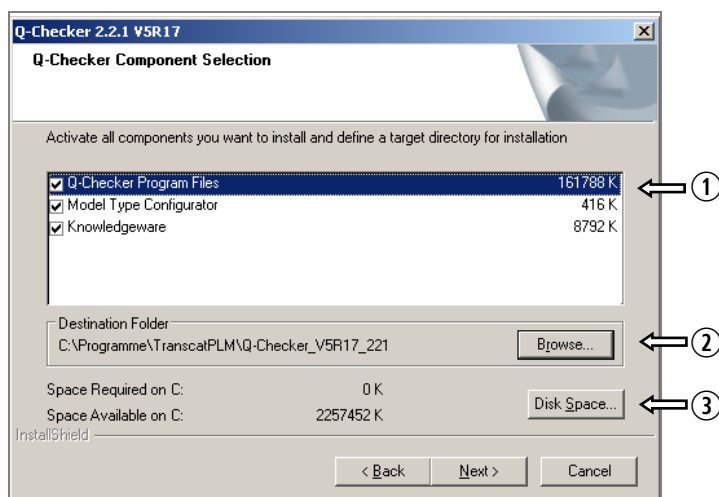 Q-Checker 2.2.1 V5R17
Q-Checker Component Selection
Activate all components you want to install and define a target directory for installation
Q-Checker Program Files 161788 K
Model Type Configurator 416 K
Knowledgeware 8792 K
1
Destination Folder
C:\Programme\TranscatPLM\Q-Checker_V5R17_221 Browse...
2
Space Required on C: 0 K
Space Available on C: 2257452 K
Disk Space...
3
InstallShield
< Back Next > Cancel